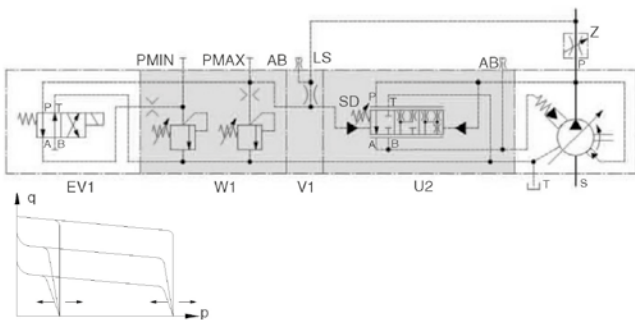 PMIN PMAX AB LS AB Z
P
SD P T
P T
A B
A B
T S
EV1 W1 V1 U2
q
p